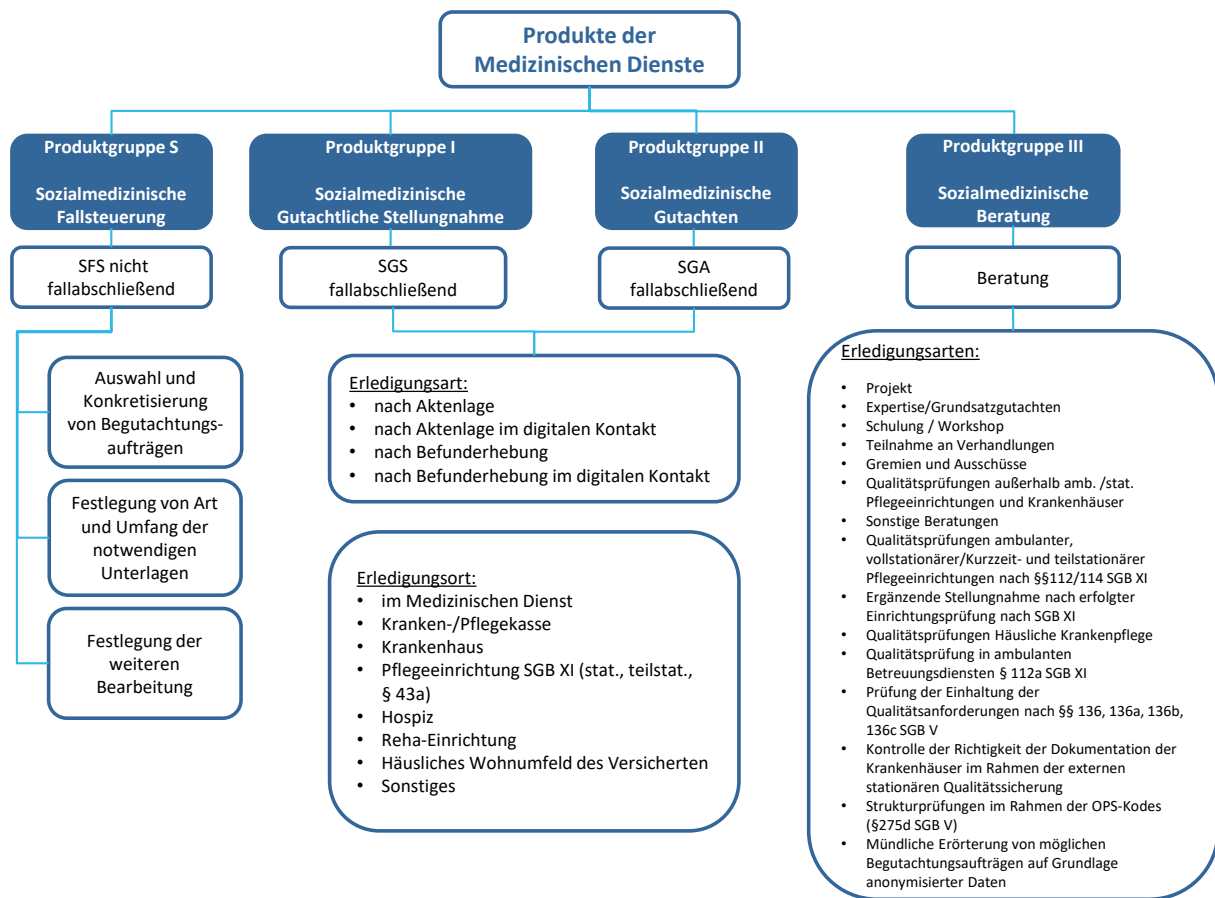 Produkte der
Medizinischen Dienste
Produktgruppe S
Sozialmedizinische
Fallsteuerung
Produktgruppe I
Sozialmedizinische
Gutachtliche Stellungnahme
Produktgruppe II
Sozialmedizinische
Gutachten
Produktgruppe III
Sozialmedizinische
Beratung
SFS nicht
fallabschließend
SGS
fallabschließend
SGA
fallabschließend
Beratung
Auswahl und
Konkretisierung
von Begutachtungs-
aufträgen
Festlegung von Art
und Umfang der
notwendigen
Unterlagen
Festlegung der
weiteren
Bearbeitung
Erledigungsart:
• nach Aktenlage
• nach Aktenlage im digitalen Kontakt
• nach Befunderhebung
• nach Befunderhebung im digitalen Kontakt
Erledigungsort:
• im Medizinischen Dienst
• Kranken-/Pflegekasse
• Krankenhaus
• Pflegeeinrichtung SGB XI (stat., teilstat.,
§ 43a)
• Hospiz
• Reha-Einrichtung
• Häusliches Wohnumfeld des Versicherten
• Sonstiges
Erledigungsarten:
• Projekt
• Expertise/Grundsatzgutachten
• Schulung / Workshop
• Teilnahme an Verhandlungen
• Gremien und Ausschüsse
• Qualitätsprüfungen außerhalb amb. /stat.
Pflegeeinrichtungen und Krankenhäuser
• Sonstige Beratungen
• Qualitätsprüfungen ambulanter,
vollstationärer/Kurzzeit- und teilstationärer
Pflegeeinrichtungen nach §§112/114 SGB XI
• Ergänzende Stellungnahme nach erfolgter
Einrichtungsprüfung nach SGB XI
• Qualitätsprüfungen Häusliche Krankenpflege
• Qualitätsprüfung in ambulanten
Betreuungsdiensten § 112a SGB XI
• Prüfung der Einhaltung der
Qualitätsanforderungen nach §§ 136, 136a, 136b,
136c SGB V
• Kontrolle der Richtigkeit der Dokumentation der
Krankenhäuser im Rahmen der externen
stationären Qualitätssicherung
• Strukturprüfungen im Rahmen der OPS-Kodes
(§275d SGB V)
• Mündliche Erörterung von möglichen
Begutachtungsaufträgen auf Grundlage
anonymisierter Daten